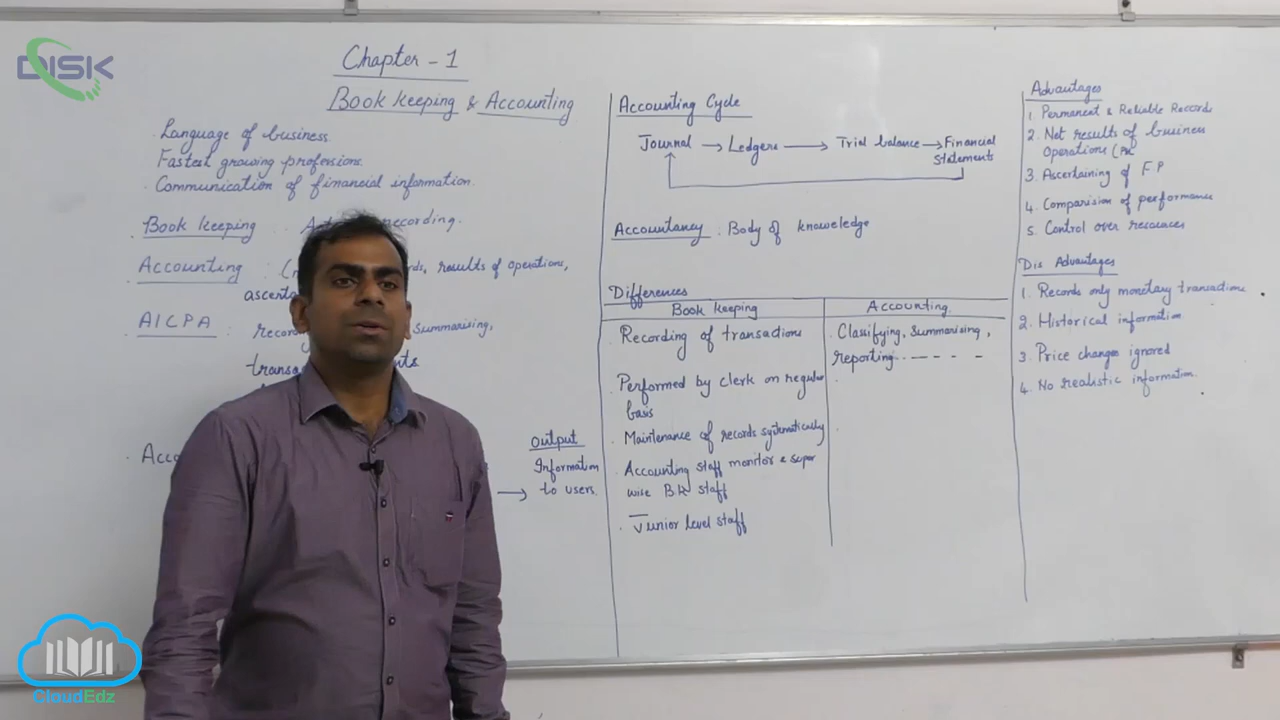 DISK
Chapter - 1
Book keeping & Accounting
. Language of business.
Fastest growing professions.
. Communication of financial information.
. Book keeping : recording.
. Accounting : results of operations,
. AICPA : summarising,
Output
Information
to users.
Accounting Cycle
Journal → Ledgers → Trial balance → Financial
statements
Accountancy : Body of knoweledge
Differences
Book keeping
Accounting
. Recording of transactions
. Performed by clerk on regular
basis
. Maintenance of records systematically
. Accounting staff monitor & super
wise BK staff
. Junior level staff
. Classifying, summarising,
reporting. - - - - -
Advantages
1. Permanent & Reliable Records
2. Net results of business
Operations
3. Ascertaining of F.P
4. Comparision of performance
5. Control over resources
Dis Advantages
1. Records only monetary transactions
2. Historical information
3. Price changes ignored
4. No realistic information.
CloudEdz